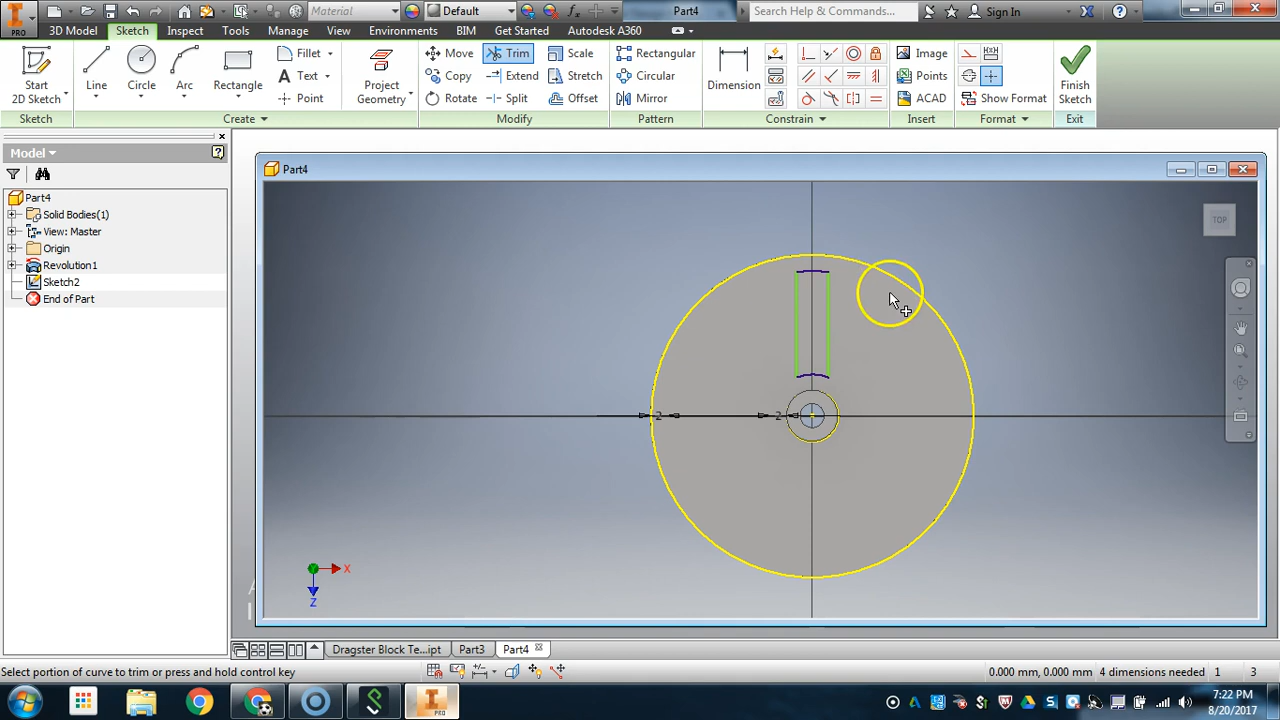 Material
Default
Part4
Search Help & Commands...
Sign In
PRO
3D Model
Sketch
Inspect
Tools
Manage
View
Environments
BIM
Get Started
Autodesk A360
Start
2D Sketch
Line
Circle
Arc
Rectangle
Fillet
Text
Point
Project
Geometry
Move
Copy
Rotate
Trim
Extend
Split
Scale
Stretch
Offset
Rectangular
Circular
Mirror
Dimension
Image
Points
ACAD
Show Format
Finish
Sketch
Sketch
Create
Modify
Pattern
Constrain
Insert
Format
Exit
Model
Part4
Solid Bodies(1)
View: Master
Origin
Revolution1
Sketch2
End of Part
Part4
TOP
2
2
X
Z
Dragster Block Te...ipt
Part3
Part4
Select portion of curve to trim or press and hold control key
0.000 mm, 0.000 mm
4 dimensions needed
1
3
PRO
7:22 PM
8/20/2017